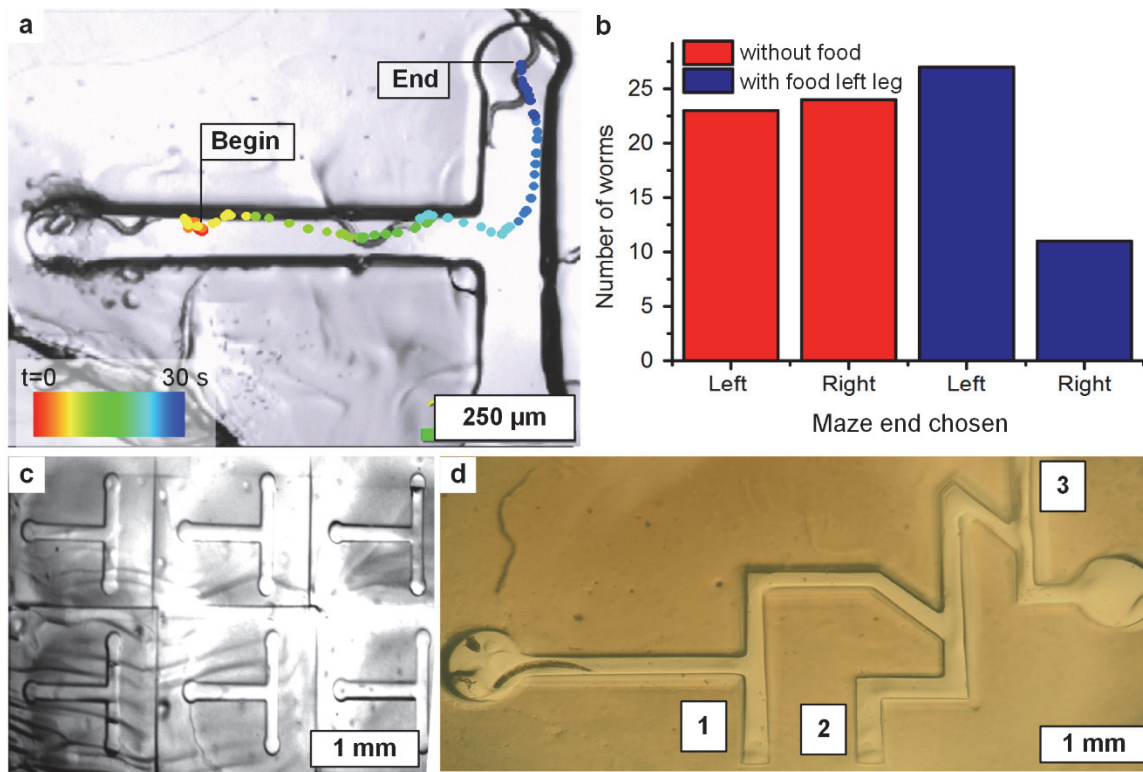 a
End
Begin
t=0
30 s
250 µm
b
without food
with food left leg
Number of worms
25
20
15
10
5
0
Left
Right
Left
Right
Maze end chosen
c
1 mm
d
3
1
2
1 mm